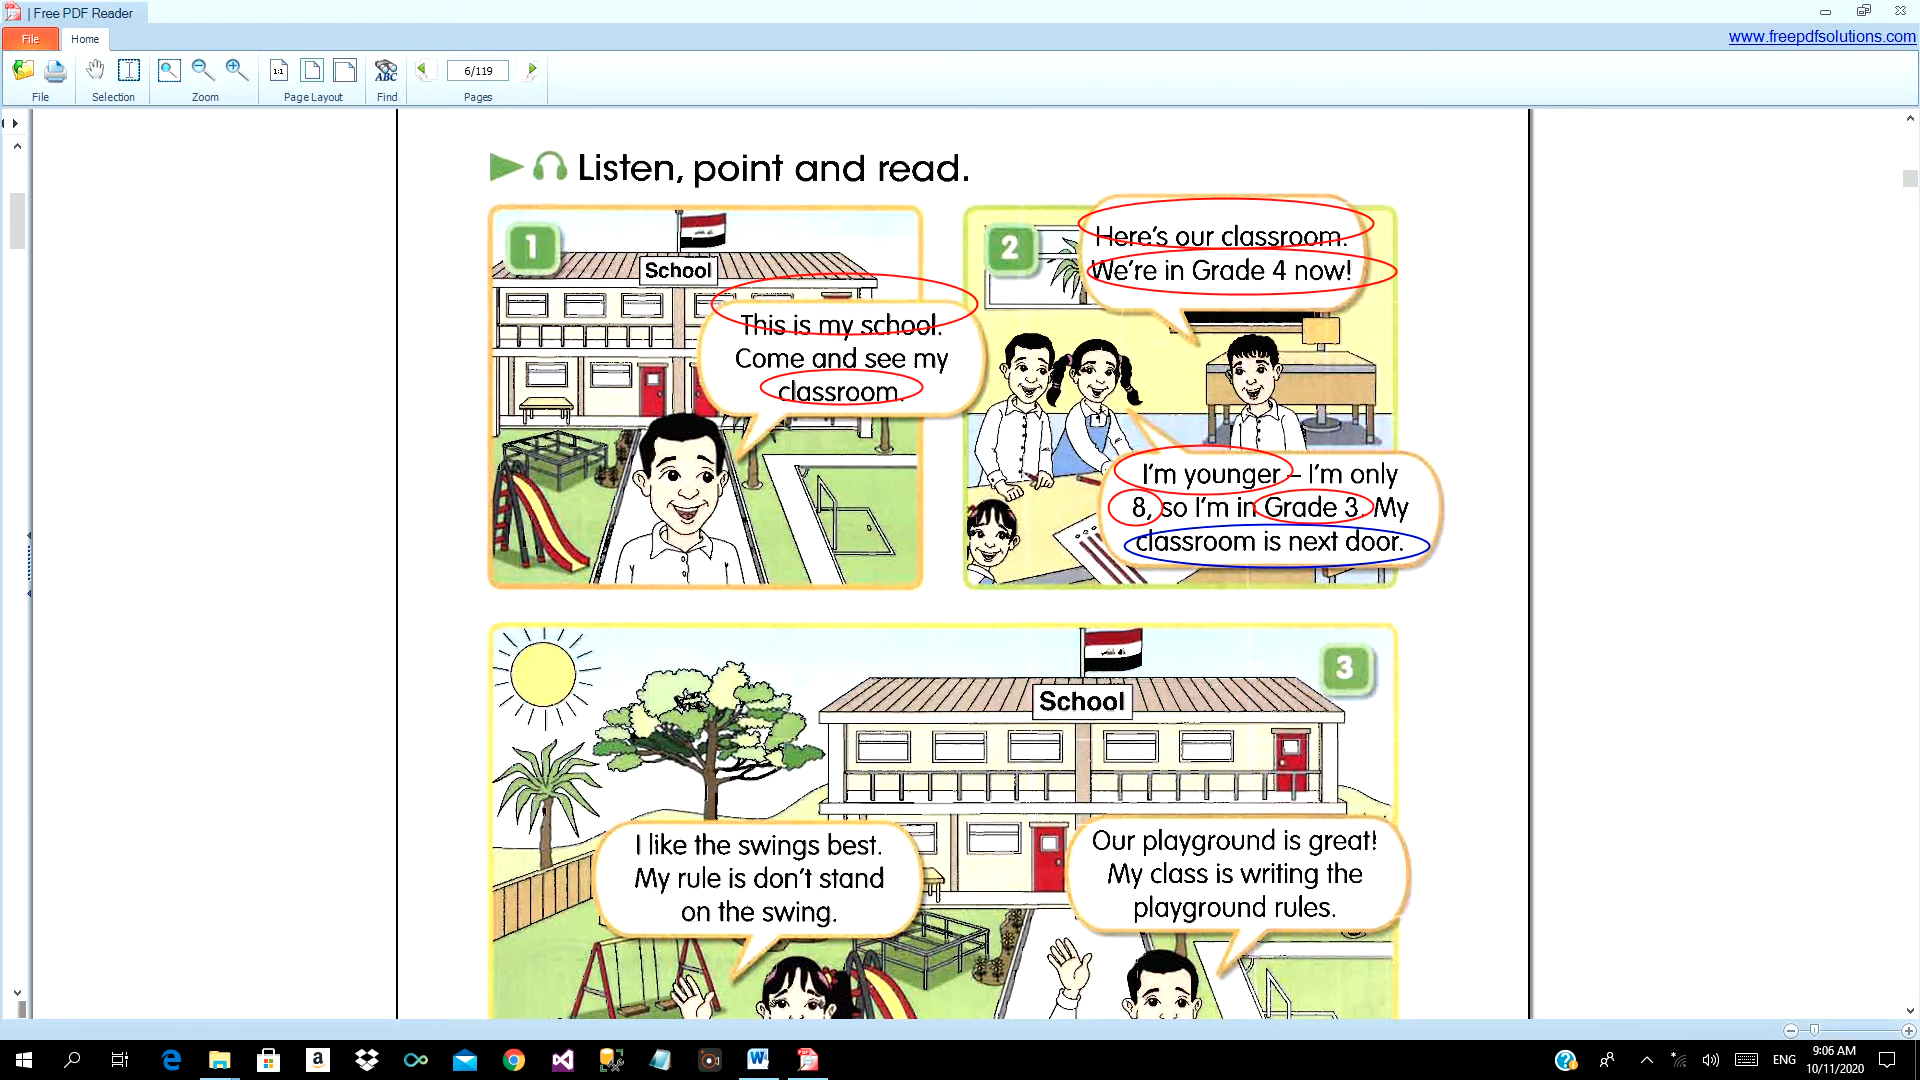 | Free PDF Reader
File
Home
www.freepdfsolutions.com
1:1
ABC
6/119
File
Selection
Zoom
Page Layout
Find
Pages
Listen, point and read.
1
School
This is my school.
Come and see my
classroom.
2
Here's our classroom.
We're in Grade 4 now!
I'm younger – I'm only
8, so I'm in Grade 3. My
classroom is next door.
3
School
I like the swings best.
My rule is don't stand
on the swing.
Our playground is great!
My class is writing the
playground rules.
ENG
9:06 AM
10/11/2020